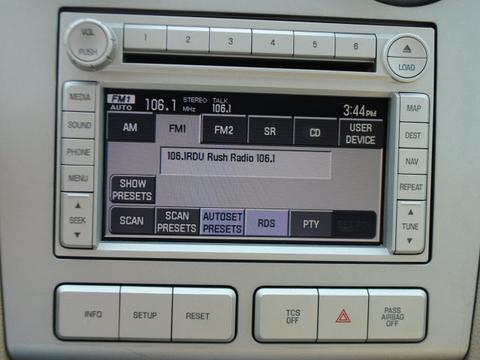 VOL
PUSH
1 2 3 4 5 6
LOAD
MEDIA
SOUND
PHONE
MENU
SEEK
FM1
AUTO
106.1 MHz
STEREO
TALK
106.1
3:44PM
AM FM1 FM2 SR CD USER DEVICE
106.1RDU Rush Radio 106.1
SHOW PRESETS
SCAN SCAN PRESETS AUTOSET PRESETS RDS PTY
MAP
DEST
NAV
REPEAT
TUNE
INFO SETUP RESET
TCS OFF
PASS AIRBAG OFF